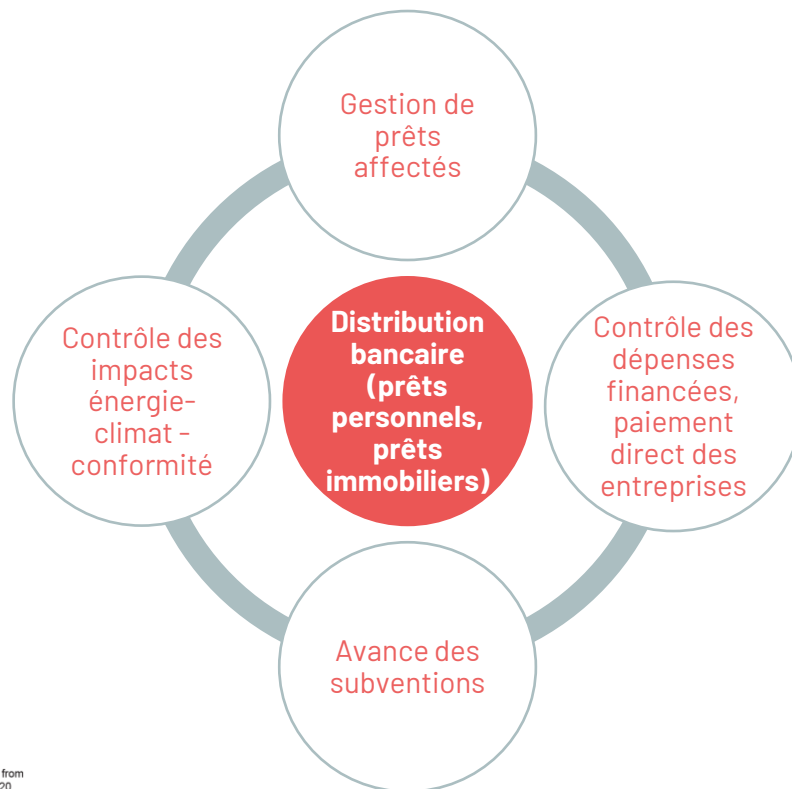 Gestion de
prêts
affectés
Contrôle des
impacts
énergie-
climat -
conformité
Distribution
bancaire
(prêts
personnels,
prêts
immobiliers)
Contrôle des
dépenses
financées,
paiement
direct des
entreprises
Avance des
subventions
from
20